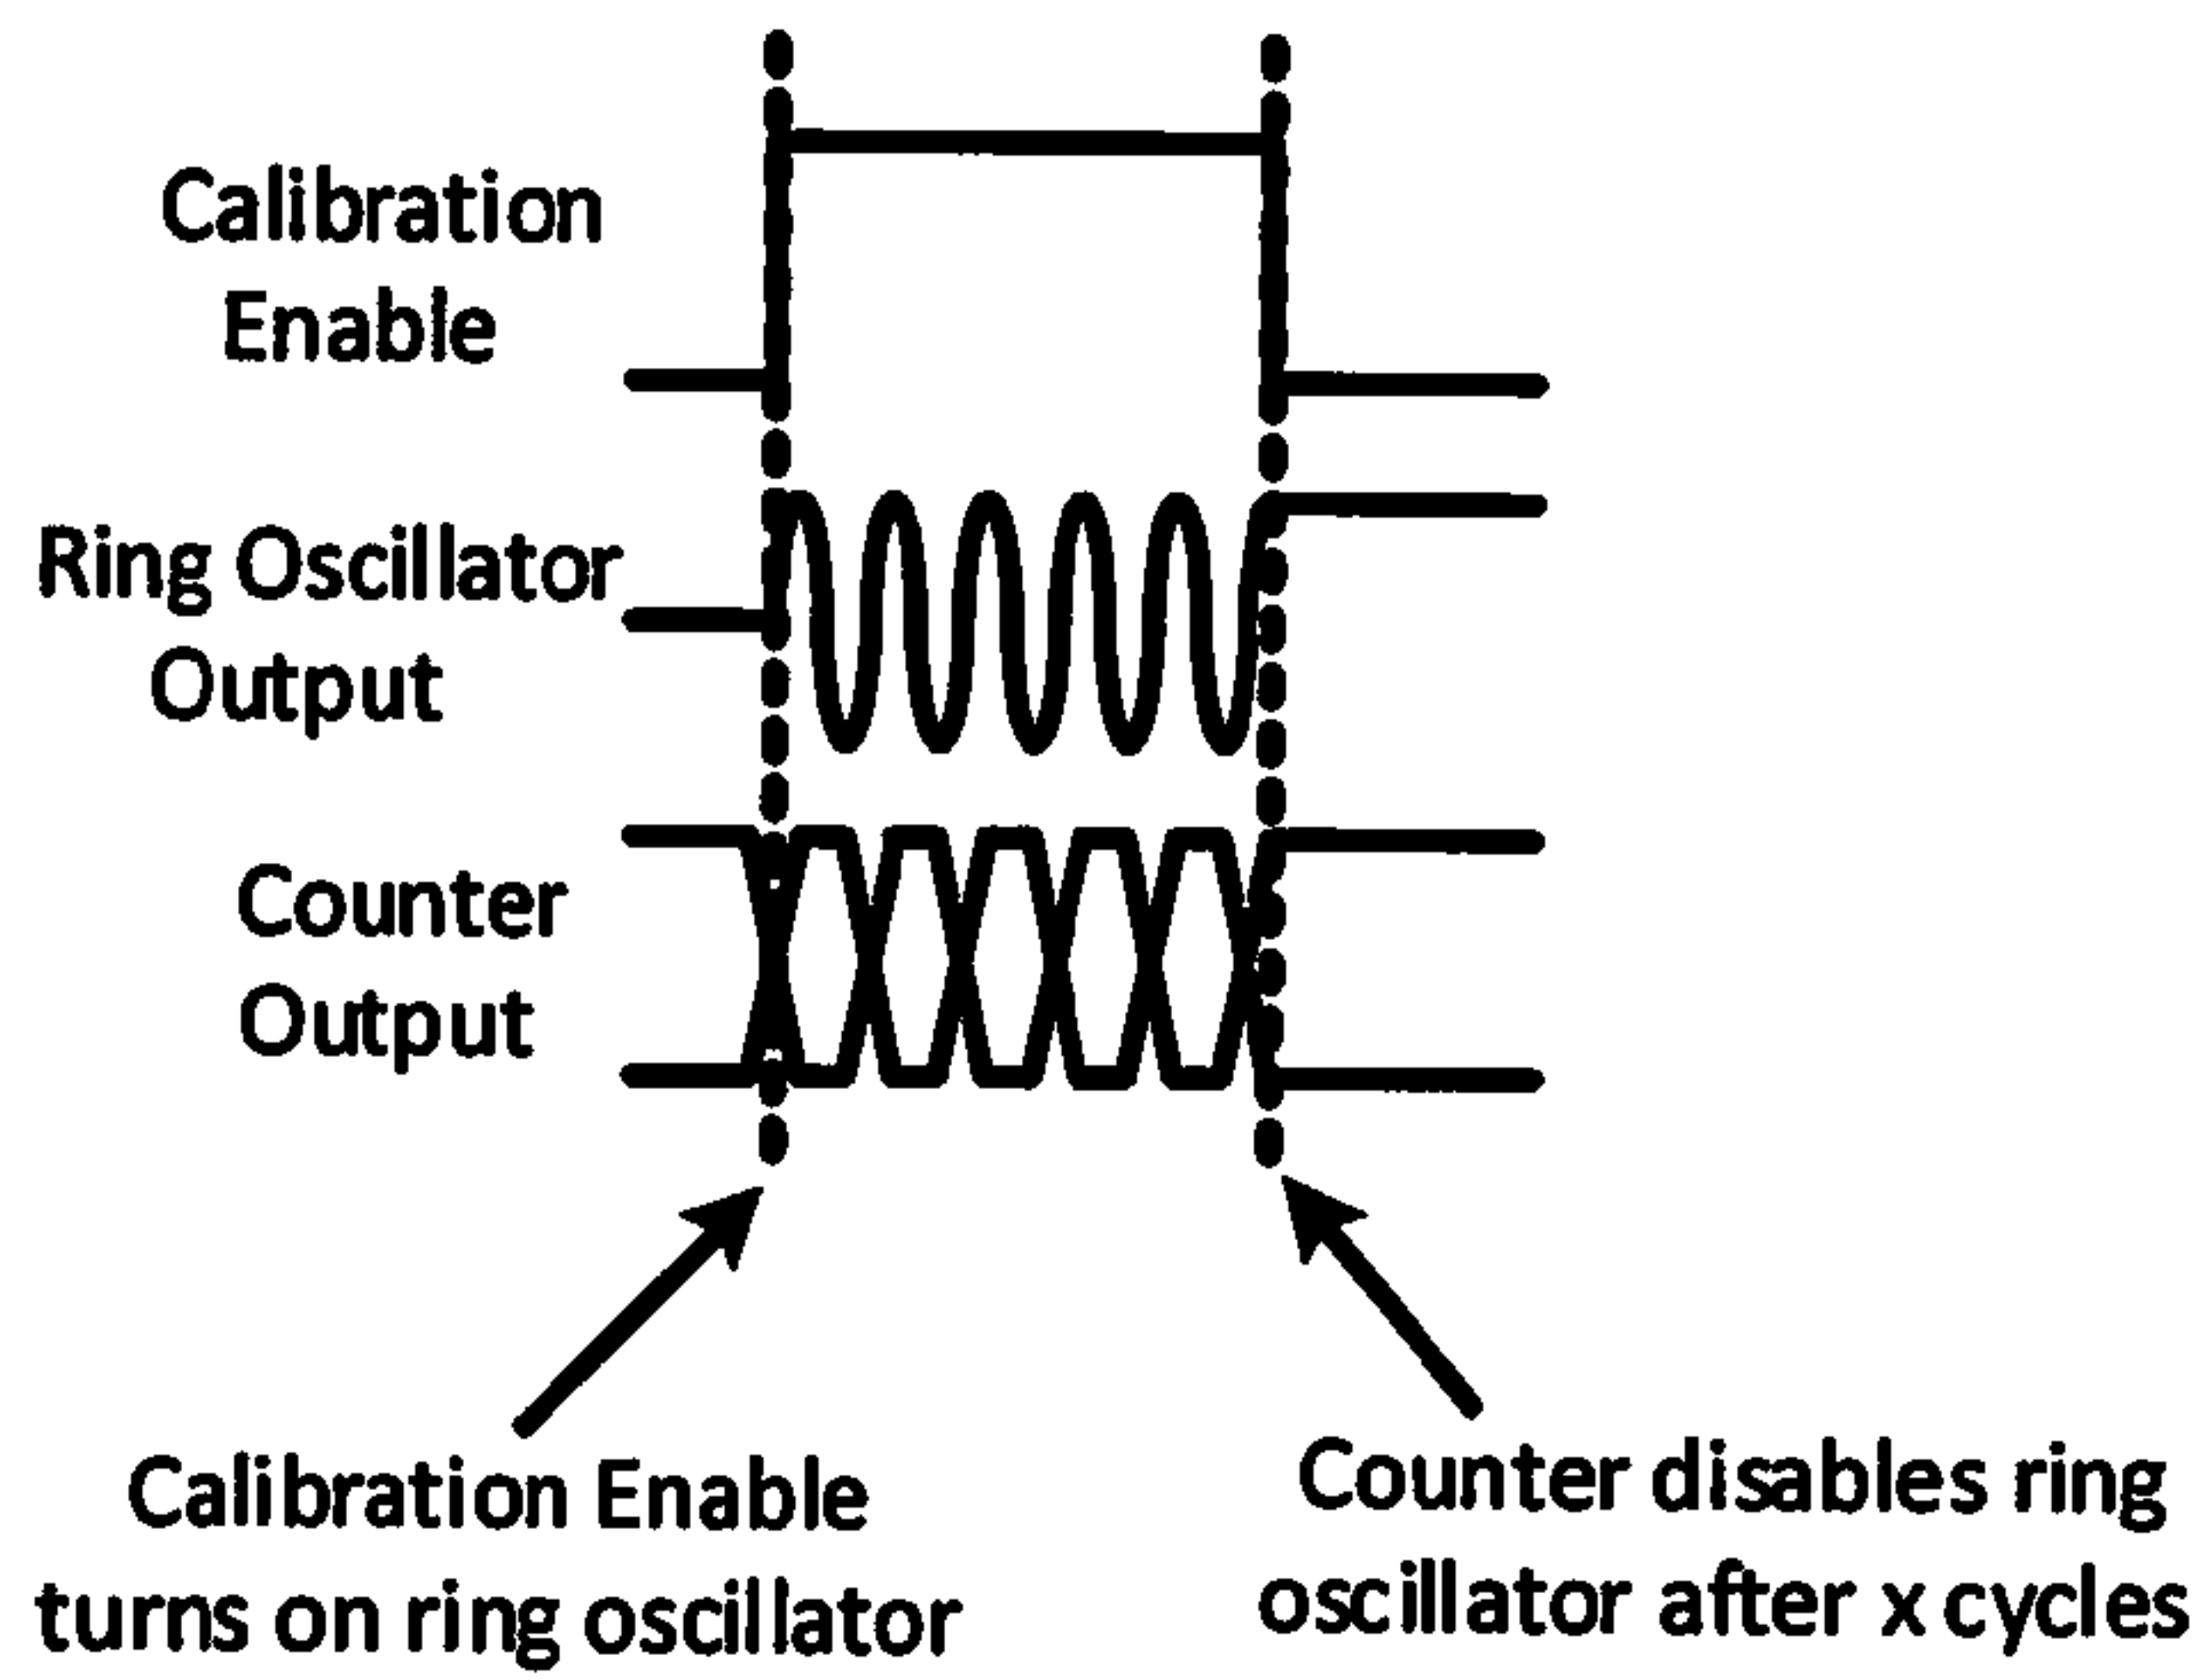 Calibration
Enable
Ring Oscillator
Output
Counter
Output
Calibration Enable
turns on ring oscillator
Counter disables ring
oscillator after x cycles